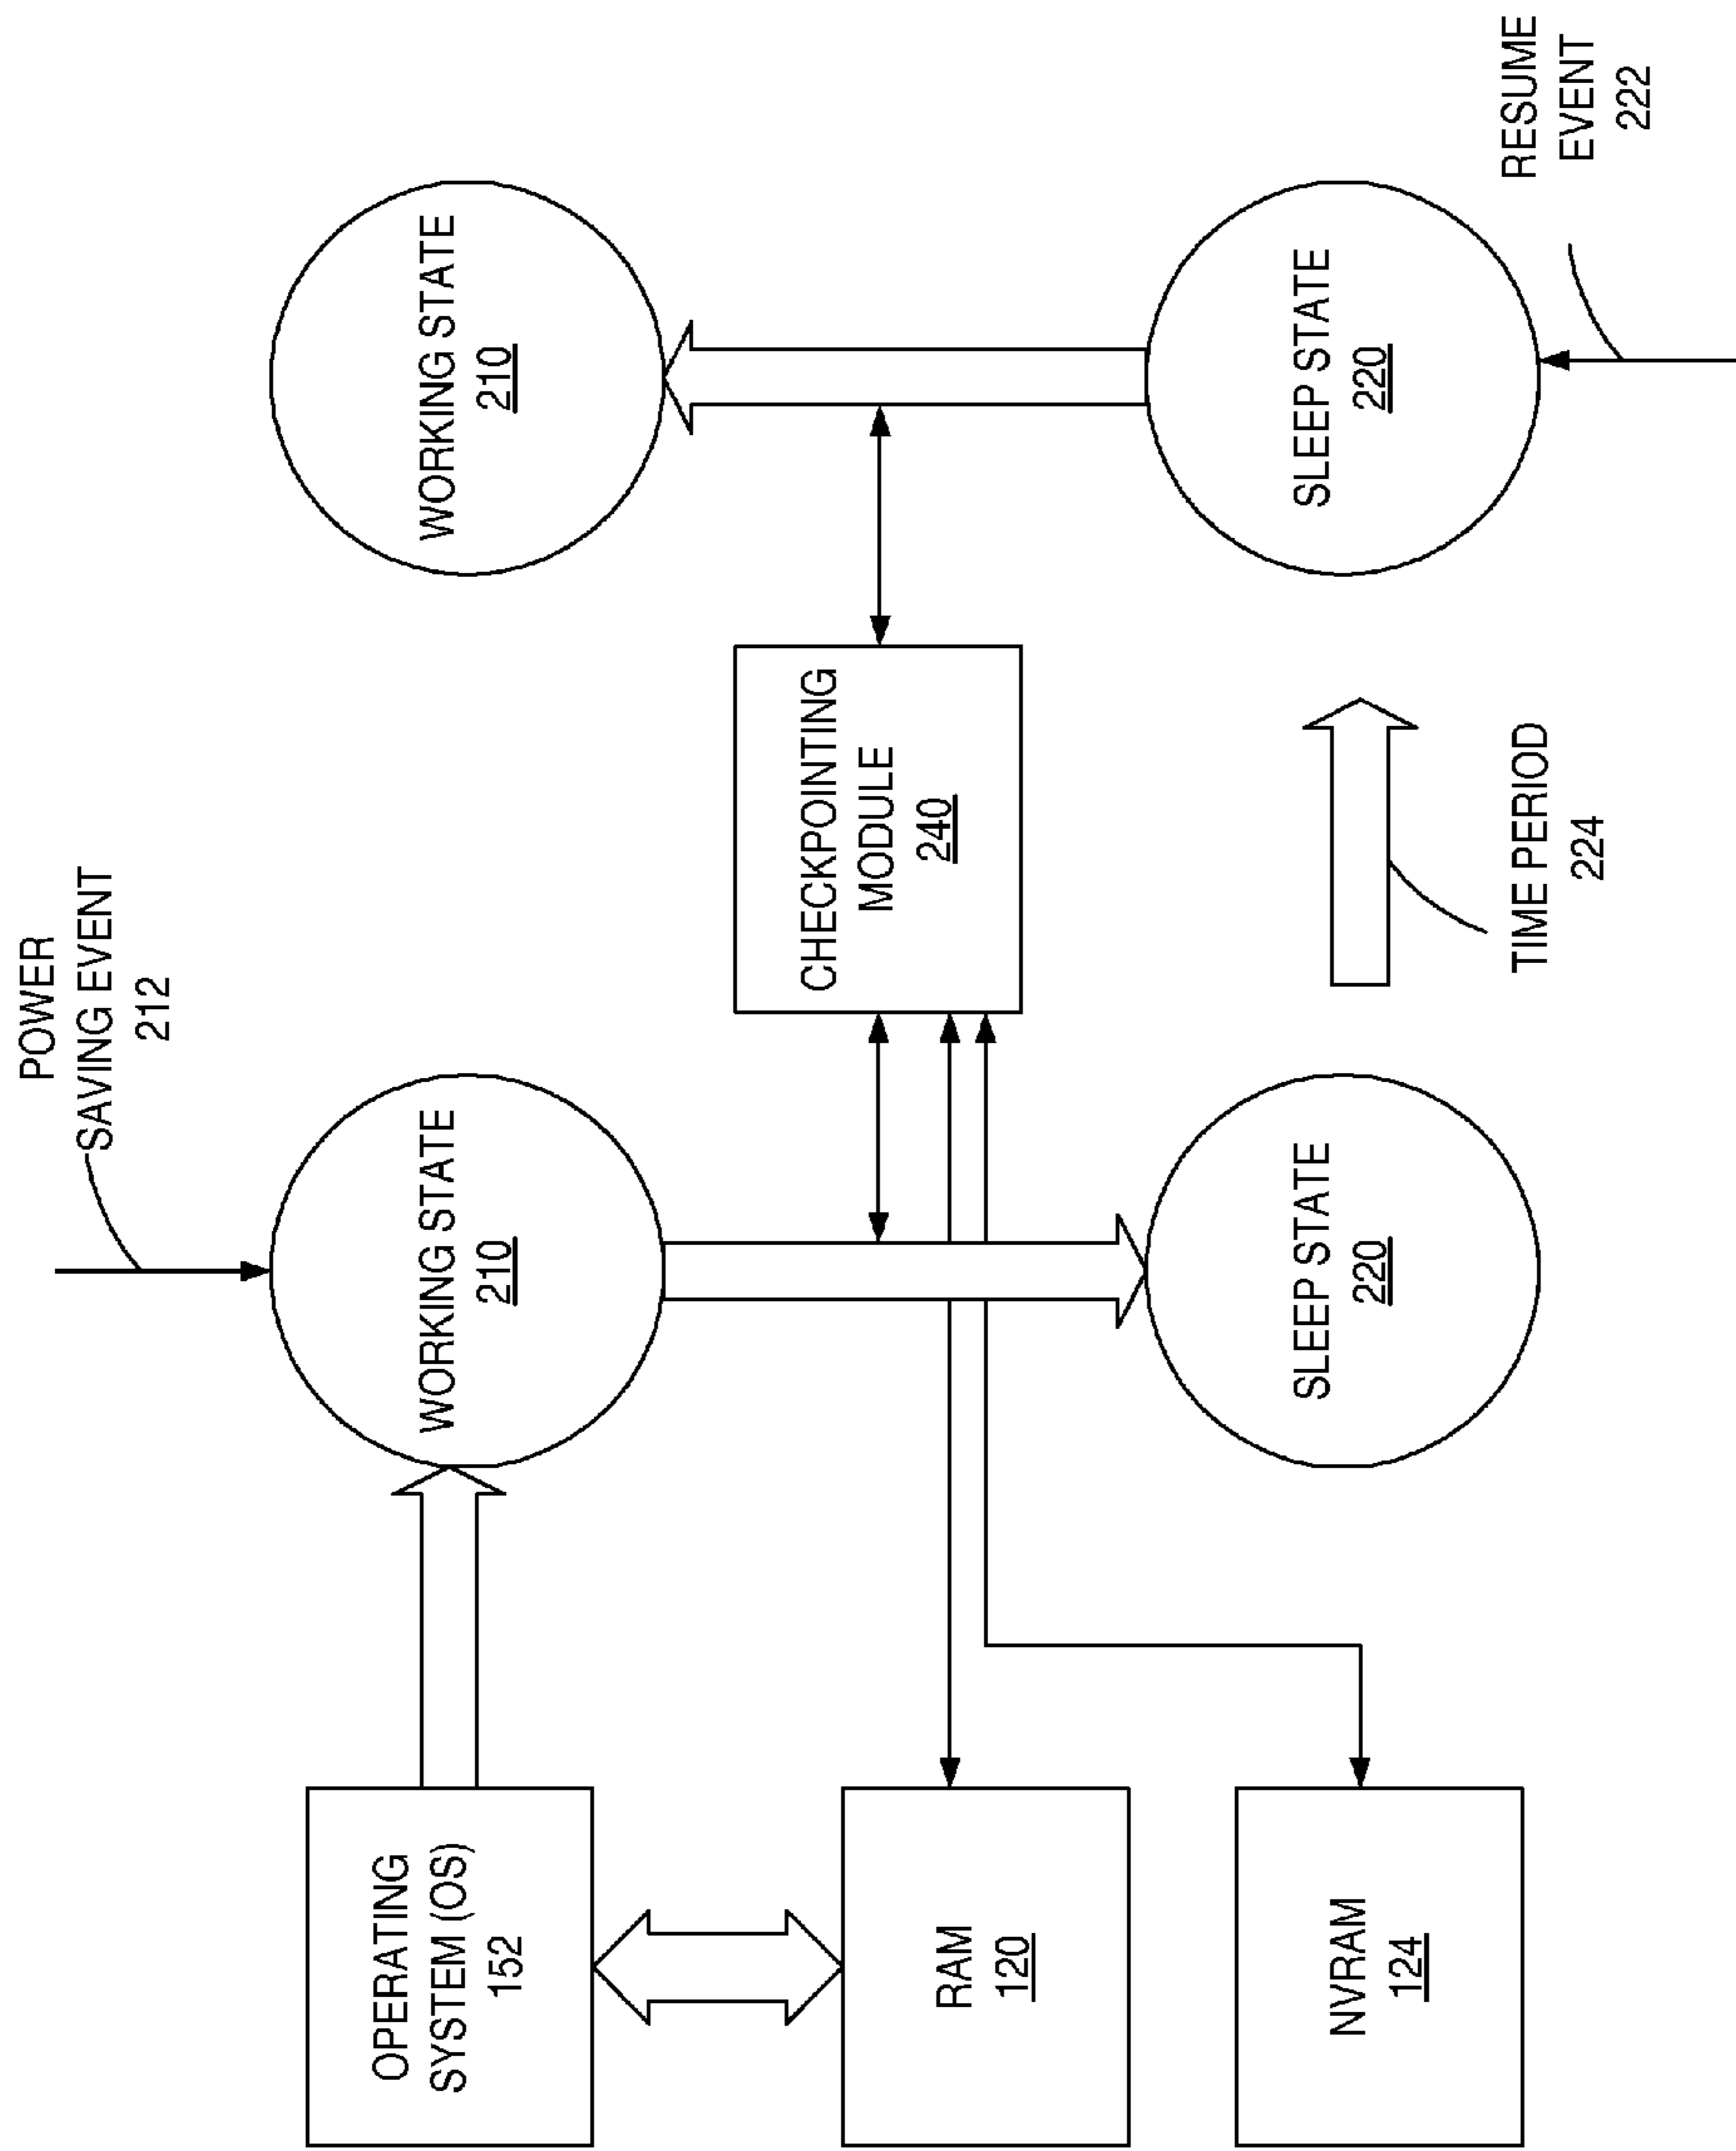 POWER
SAVING EVENT
212
OPERATING
SYSTEM (OS)
152
WORKING STATE
210
WORKING STATE
210
CHECKPOINTING
MODULE
240
RAM
120
NVRAM
124
SLEEP STATE
220
SLEEP STATE
220
TIME PERIOD
224
RESUME
EVENT
222